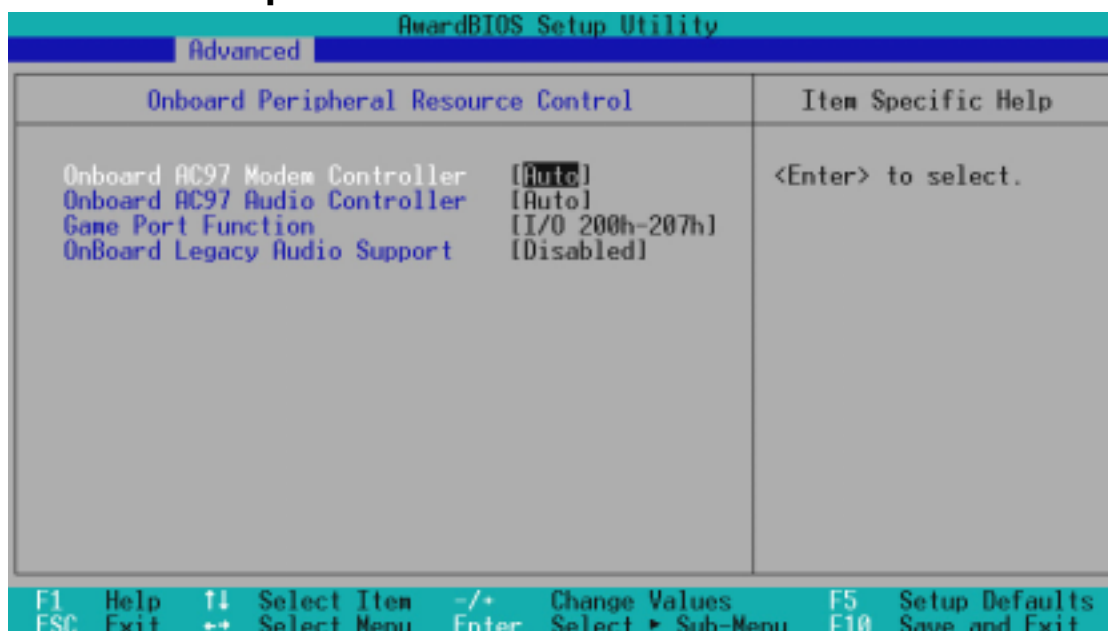 AwardBIOS Setup Utility
Advanced
Onboard Peripheral Resource Control
Item Specific Help
Onboard AC97 Modem Controller [Auto]
Onboard AC97 Audio Controller [Auto]
Game Port Function [I/O 200h-207h]
OnBoard Legacy Audio Support [Disabled]
<Enter> to select.
F1 Help ↑↓ Select Item -/+ Change Values F5 Setup Defaults
ESC Exit ←→ Select Menu Enter Select ► Sub-Menu F10 Save and Exit